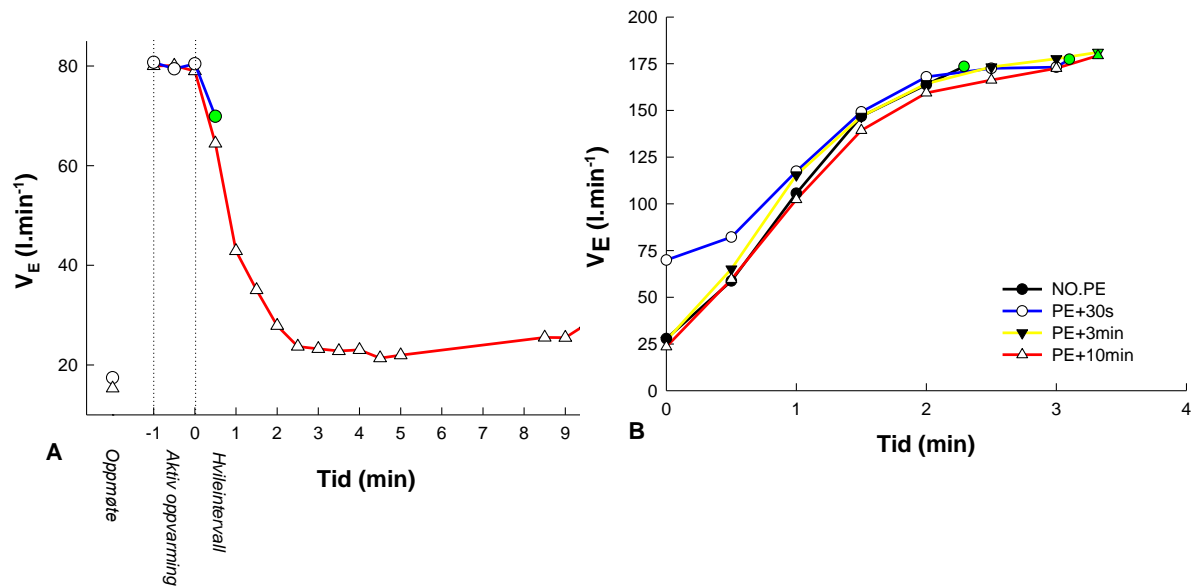 80
60
40
20
V_E (l.min⁻¹)
-1 0 1 2 3 4 5 6 7 8 9
A
Tid (min)
Oppmøte
Aktiv oppvarming
Hvileintervall
200
175
150
125
100
75
50
25
0
VE (l.min⁻¹)
0 1 2 3 4
B
Tid (min)
NO.PE
PE+30s
PE+3min
PE+10min